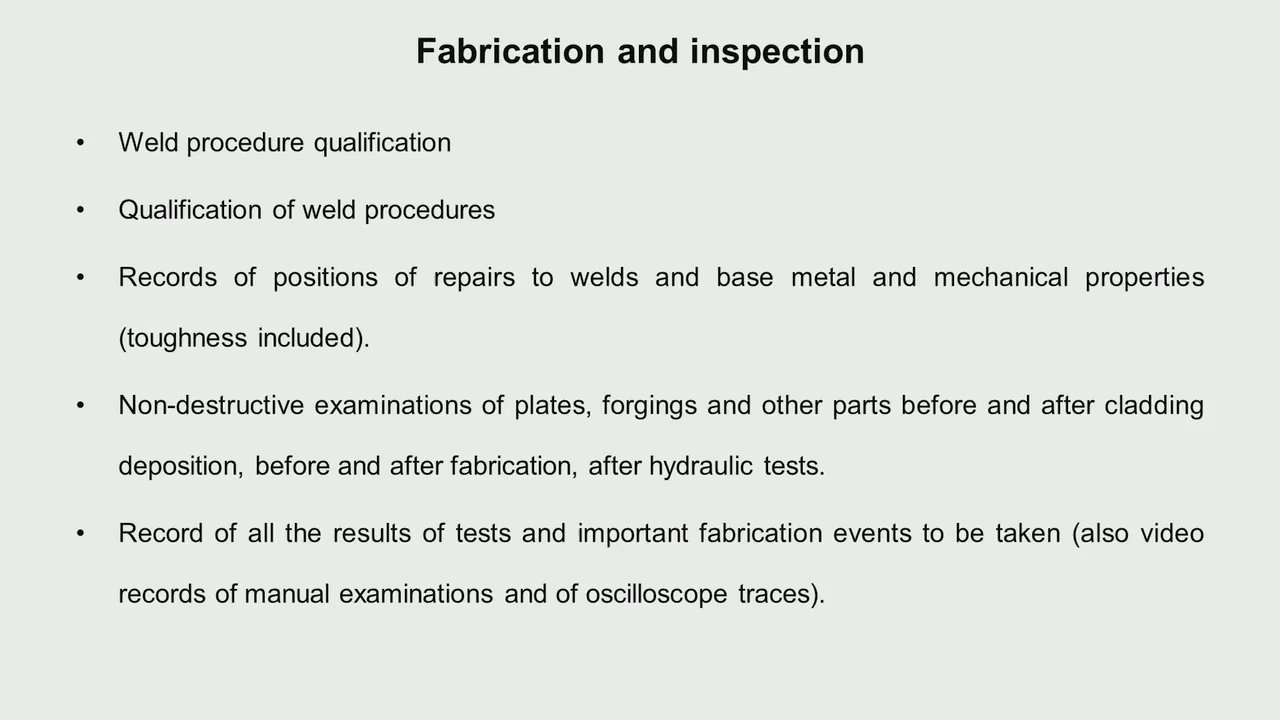 Fabrication and inspection
• Weld procedure qualification
• Qualification of weld procedures
• Records of positions of repairs to welds and base metal and mechanical properties
(toughness included).
• Non-destructive examinations of plates, forgings and other parts before and after cladding
deposition, before and after fabrication, after hydraulic tests.
• Record of all the results of tests and important fabrication events to be taken (also video
records of manual examinations and of oscilloscope traces).